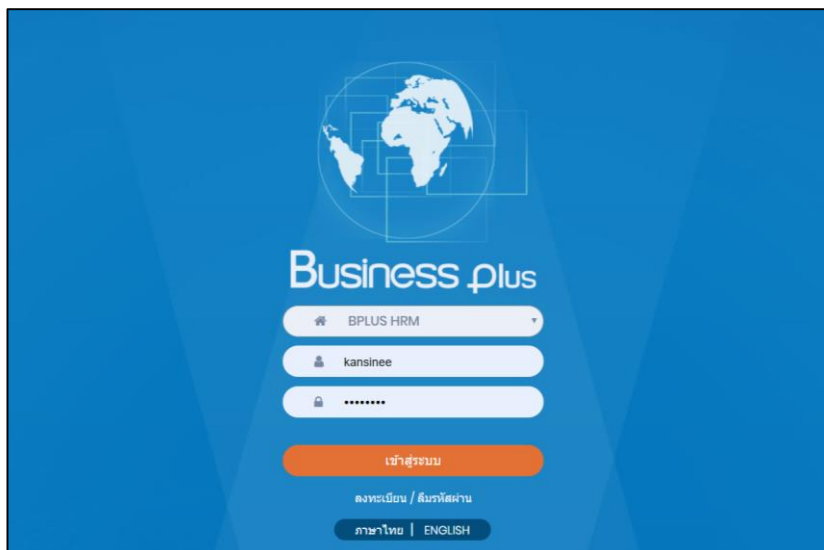 Business Plus
BPLUS HRM
kansinee
••••••••
เข้าสู่ระบบ
ลงทะเบียน / ลืมรหัสผ่าน
ภาษาไทย | ENGLISH